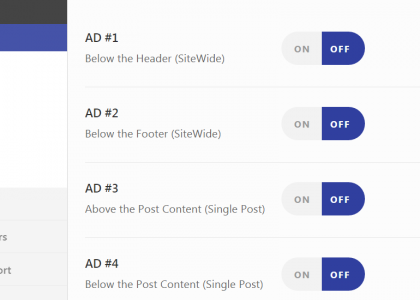 AD #1
Below the Header (SiteWide)
ON OFF
AD #2
Below the Footer (SiteWide)
ON OFF
AD #3
Above the Post Content (Single Post)
ON OFF
rs
AD #4
Below the Post Content (Single Post)
ON OFF
ort